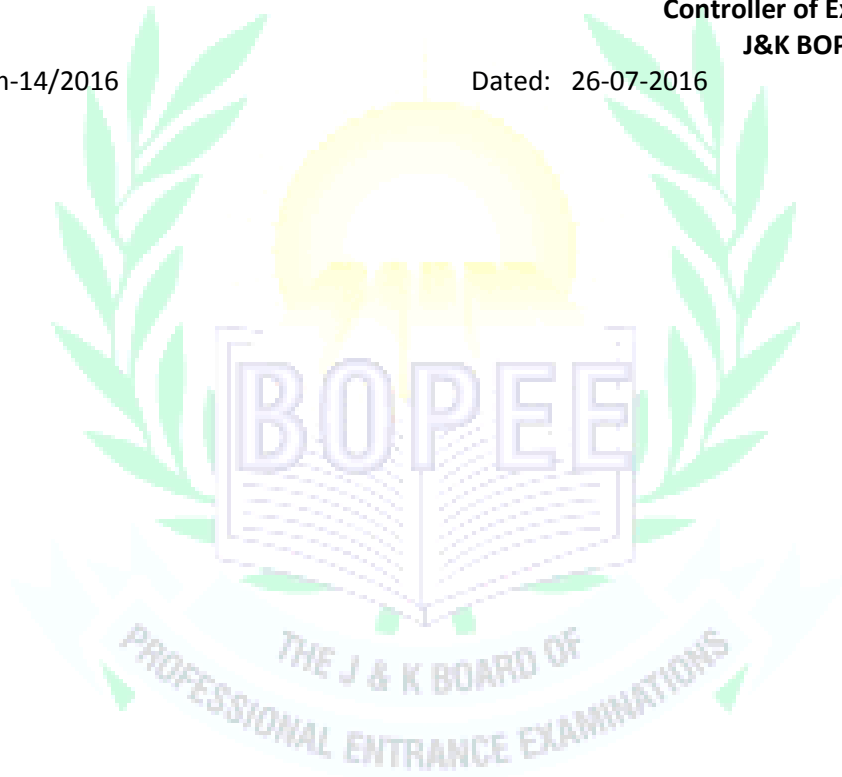 Controller of Ex
J&K BOP
-14/2016 Dated: 26-07-2016
BOPEE
THE J & K BOARD OF
PROFESSIONAL ENTRANCE EXAMINATIONS